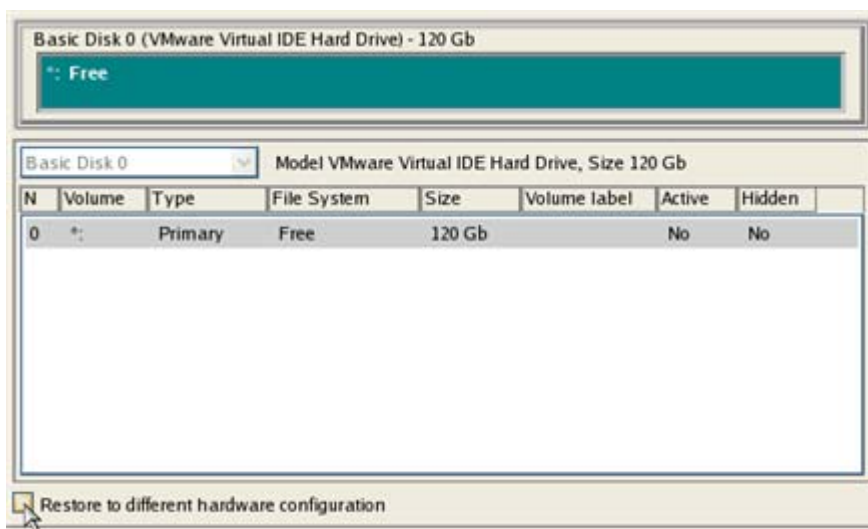 Basic Disk 0 (VMware Virtual IDE Hard Drive) - 120 Gb
*: Free
Basic Disk 0 Model VMware Virtual IDE Hard Drive, Size 120 Gb
N Volume Type File System Size Volume label Active Hidden
0 *: Primary Free 120 Gb No No
Restore to different hardware configuration